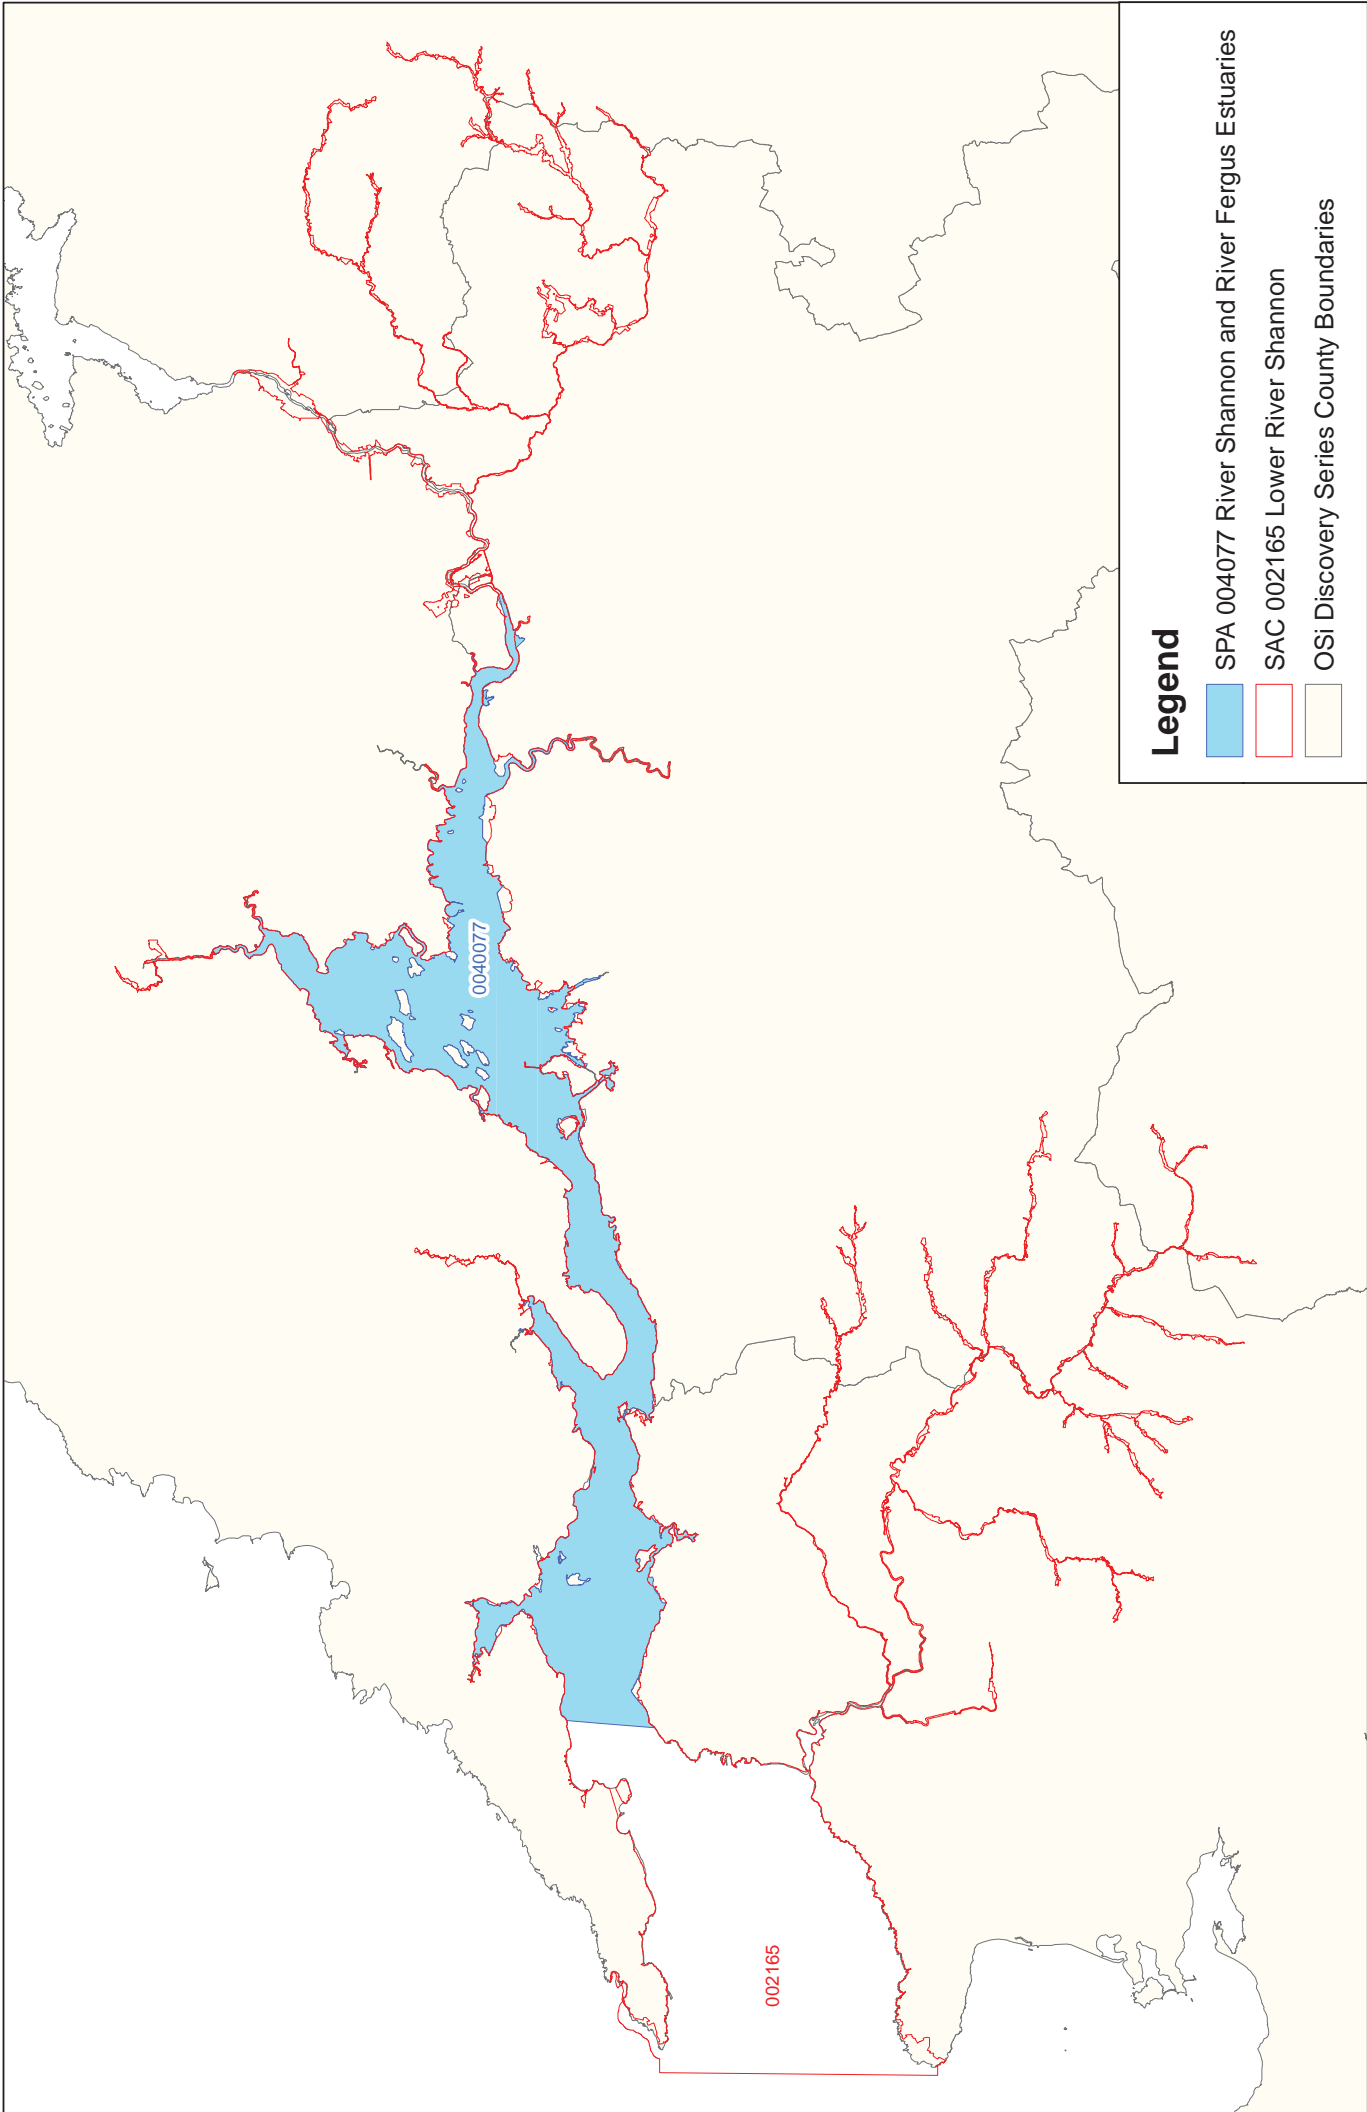 0040077
002165
Legend
SPA 004077 River Shannon and River Fergus Estuaries
SAC 002165 Lower River Shannon
OSi Discovery Series County Boundaries